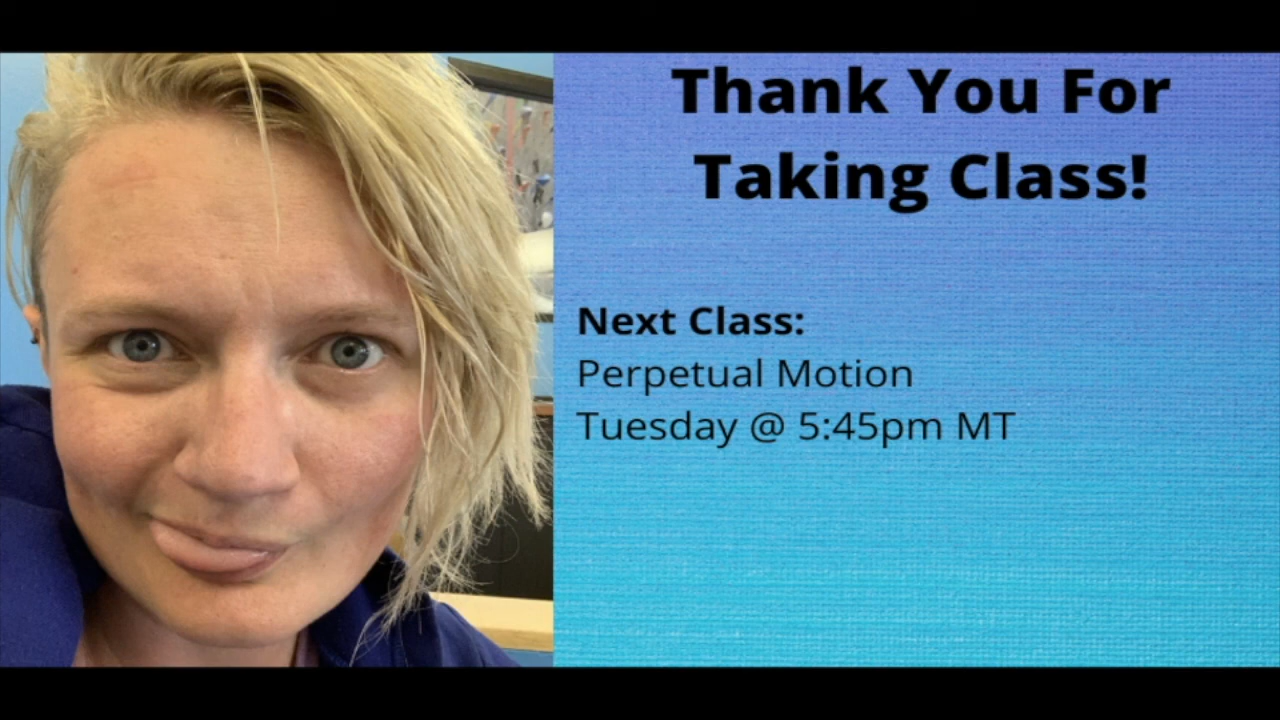 Thank You For
Taking Class!
Next Class:
Perpetual Motion
Tuesday @ 5:45pm MT